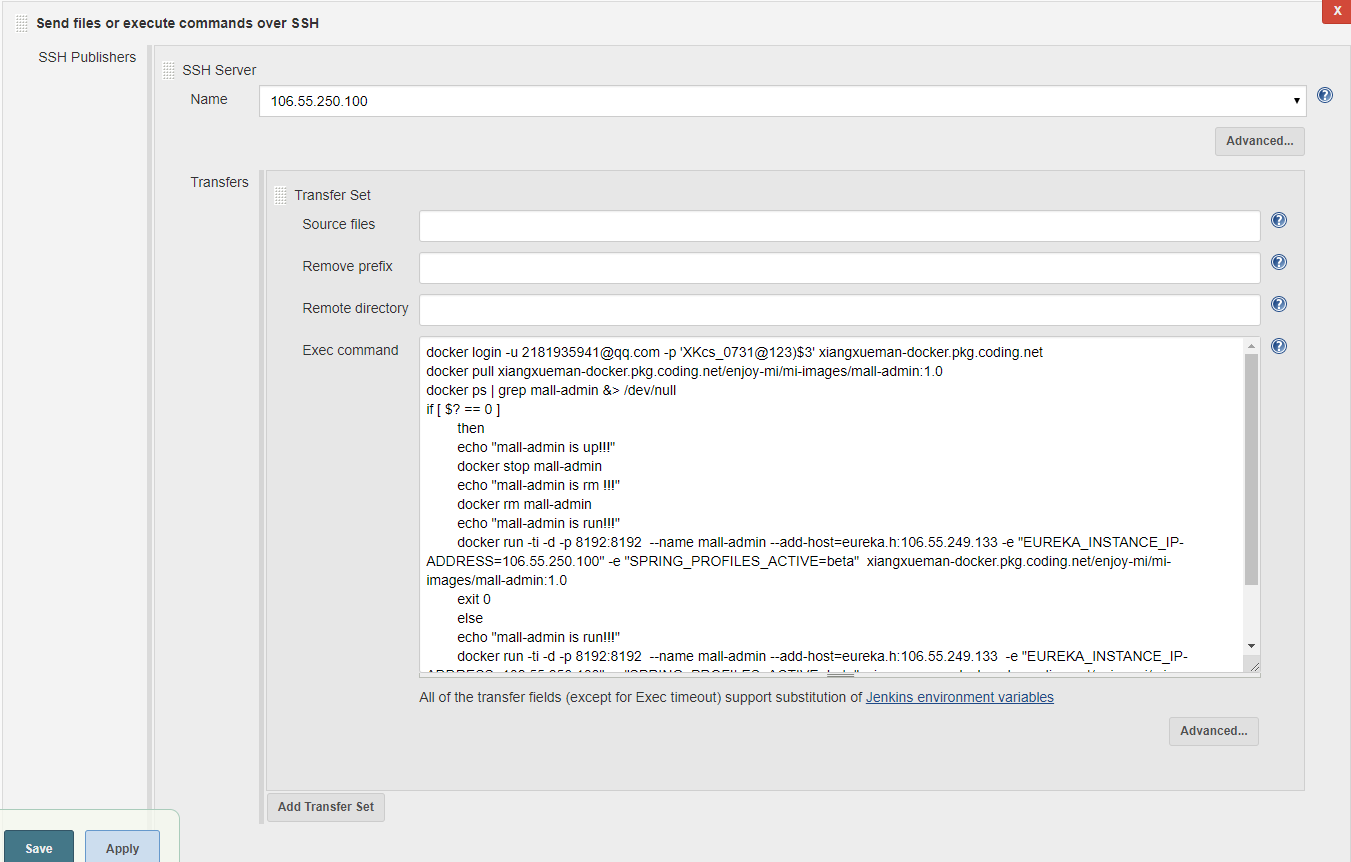 Send files or execute commands over SSH
X
SSH Publishers
SSH Server
Name
106.55.250.100
Advanced...
Transfers
Transfer Set
Source files
Remove prefix
Remote directory
Exec command
docker login -u 2181935941@qq.com -p 'XKcs_0731@123)$3' xiangxueman-docker.pkg.coding.net
docker pull xiangxueman-docker.pkg.coding.net/enjoy-mi/mi-images/mall-admin:1.0
docker ps | grep mall-admin &> /dev/null
if [ $? == 0 ]
then
echo "mall-admin is up!!!"
docker stop mall-admin
echo "mall-admin is rm !!!"
docker rm mall-admin
echo "mall-admin is run!!!"
docker run -ti -d -p 8192:8192  --name mall-admin --add-host=eureka.h:106.55.249.133 -e "EUREKA_INSTANCE_IP-
ADDRESS=106.55.250.100" -e "SPRING_PROFILES_ACTIVE=beta"  xiangxueman-docker.pkg.coding.net/enjoy-mi/mi-
images/mall-admin:1.0
exit 0
else
echo "mall-admin is run!!!"
docker run -ti -d -p 8192:8192  --name mall-admin --add-host=eureka.h:106.55.249.133  -e "EUREKA_INSTANCE_IP-
All of the transfer fields (except for Exec timeout) support substitution of Jenkins environment variables
Advanced...
Add Transfer Set
Save
Apply